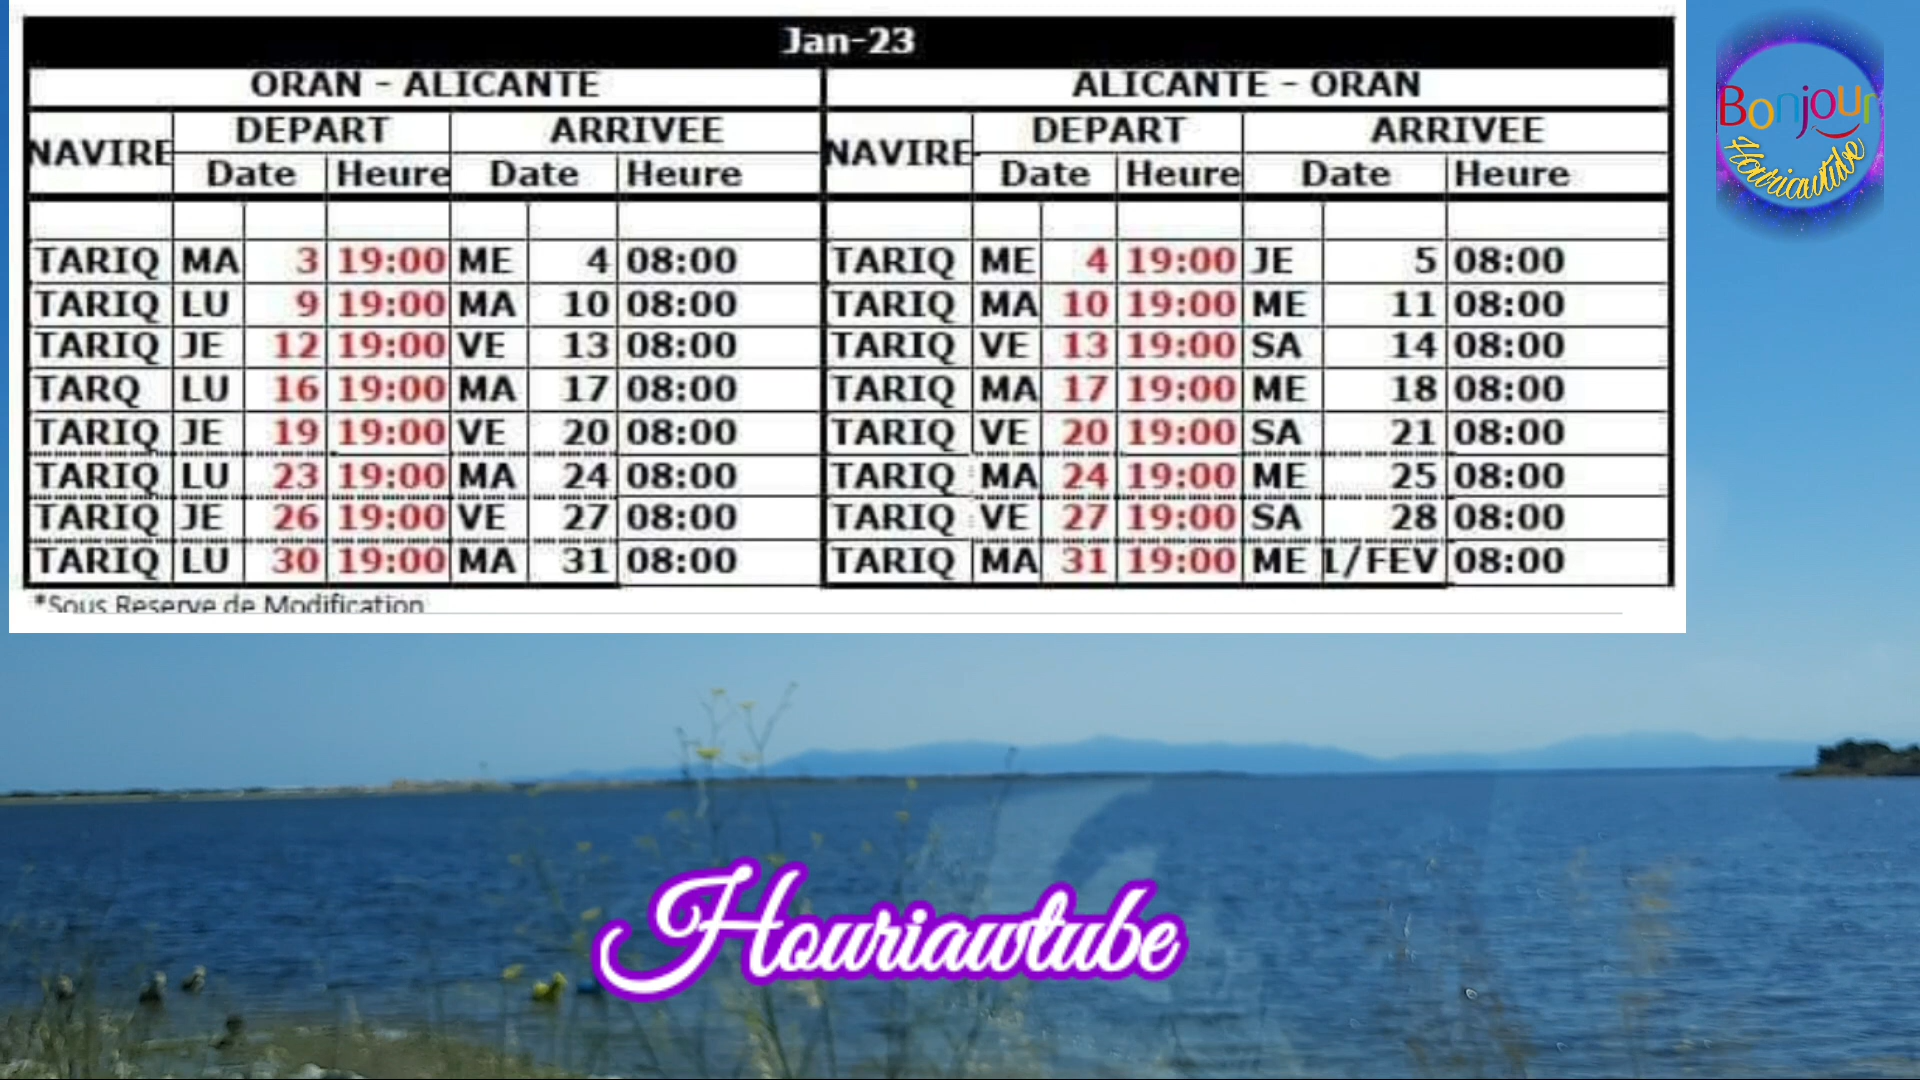 Jan-23
ORAN - ALICANTE ALICANTE - ORAN
NAVIRE DEPART ARRIVEE NAVIRE DEPART ARRIVEE
Date Heure Date Heure Date Heure Date Heure
TARIQ MA 3 19:00 ME 4 08:00 TARIQ ME 4 19:00 JE 5 08:00
TARIQ LU 9 19:00 MA 10 08:00 TARIQ MA 10 19:00 ME 11 08:00
TARIQ JE 12 19:00 VE 13 08:00 TARIQ VE 13 19:00 SA 14 08:00
TARQ LU 16 19:00 MA 17 08:00 TARIQ MA 17 19:00 ME 18 08:00
TARIQ JE 19 19:00 VE 20 08:00 TARIQ VE 20 19:00 SA 21 08:00
TARIQ LU 23 19:00 MA 24 08:00 TARIQ MA 24 19:00 ME 25 08:00
TARIQ JE 26 19:00 VE 27 08:00 TARIQ VE 27 19:00 SA 28 08:00
TARIQ LU 30 19:00 MA 31 08:00 TARIQ MA 31 19:00 ME 1/FEV 08:00
*Sous Reserve de Modification
Bonjour
Houriawtube
Houriawtube